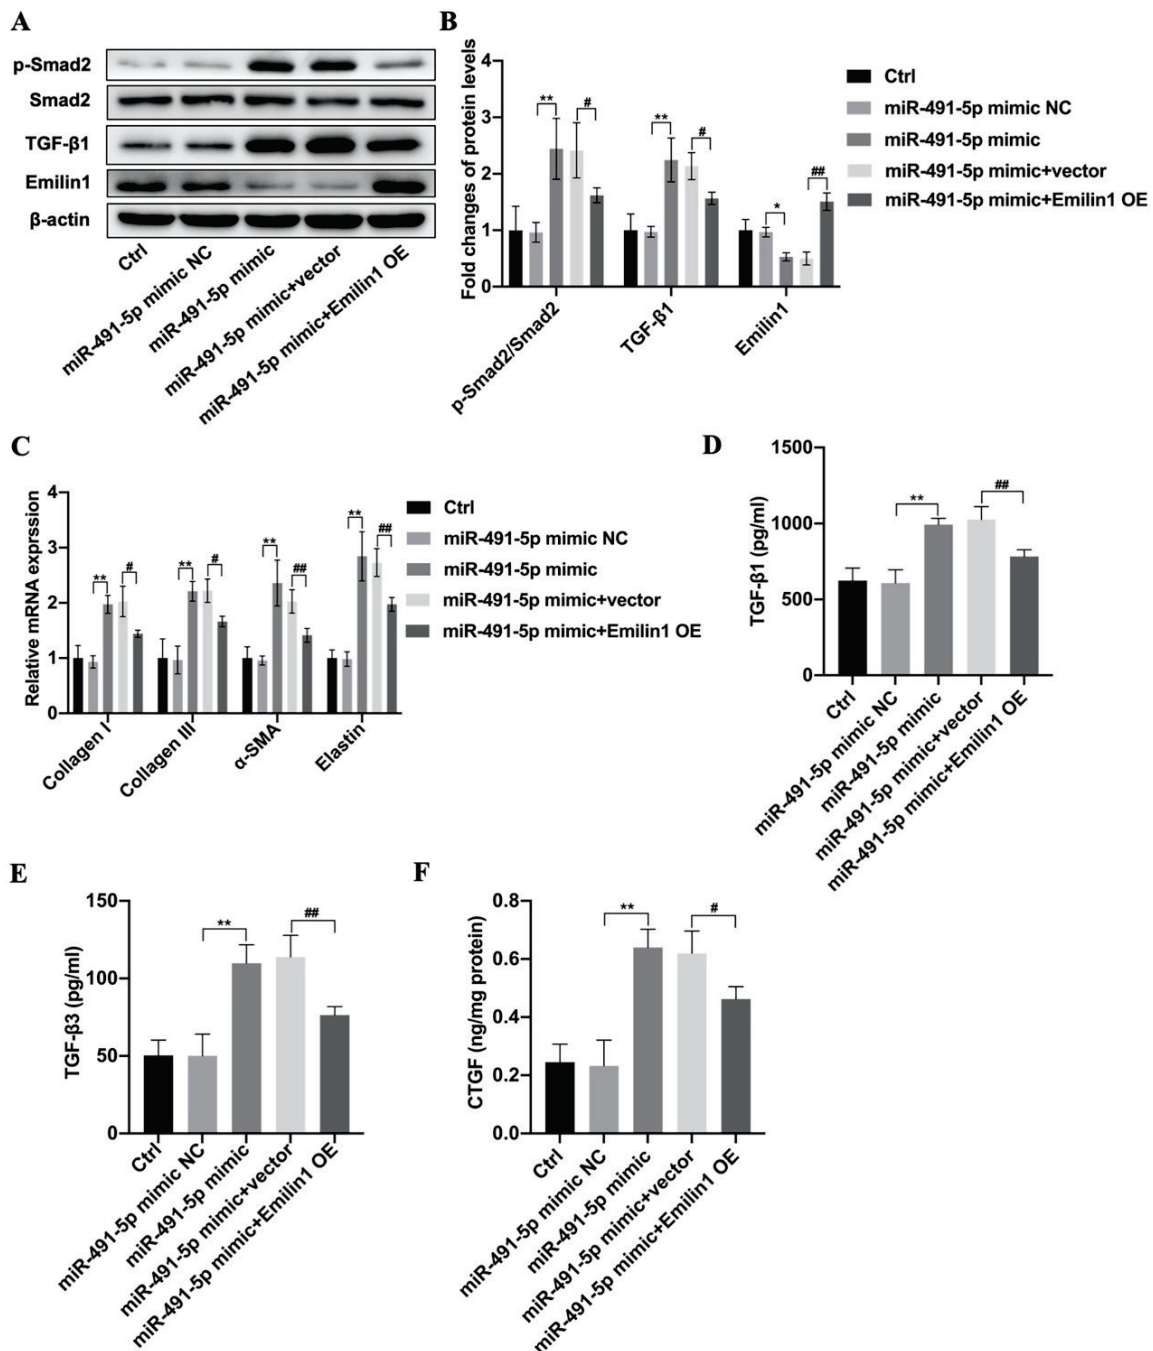 A
p-Smad2
Smad2
TGF-β1
Emilin1
β-actin
Ctrl
miR-491-5p mimic NC
miR-491-5p mimic
miR-491-5p mimic+vector
miR-491-5p mimic+Emilin1 OE
B
Fold changes of protein levels
4
3
2
1
0
**
#
**
#
*
##
p-Smad2/Smad2
TGF-β1
Emilin1
Ctrl
miR-491-5p mimic NC
miR-491-5p mimic
miR-491-5p mimic+vector
miR-491-5p mimic+Emilin1 OE
C
Relative mRNA exprssion
4
3
2
1
0
**
#
**
#
**
##
**
##
Collagen I
Collagen III
α-SMA
Elastin
Ctrl
miR-491-5p mimic NC
miR-491-5p mimic
miR-491-5p mimic+vector
miR-491-5p mimic+Emilin1 OE
D
TGF-β1 (pg/ml)
1500
1000
500
0
**
##
Ctrl
miR-491-5p mimic NC
miR-491-5p mimic
miR-491-5p mimic+vector
miR-491-5p mimic+Emilin1 OE
E
TGF-β3 (pg/ml)
150
100
50
0
**
##
Ctrl
miR-491-5p mimic NC
miR-491-5p mimic
miR-491-5p mimic+vector
miR-491-5p mimic+Emilin1 OE
F
CTGF (ng/mg protein)
0.8
0.6
0.4
0.2
0.0
**
#
Ctrl
miR-491-5p mimic NC
miR-491-5p mimic
miR-491-5p mimic+vector
miR-491-5p mimic+Emilin1 OE